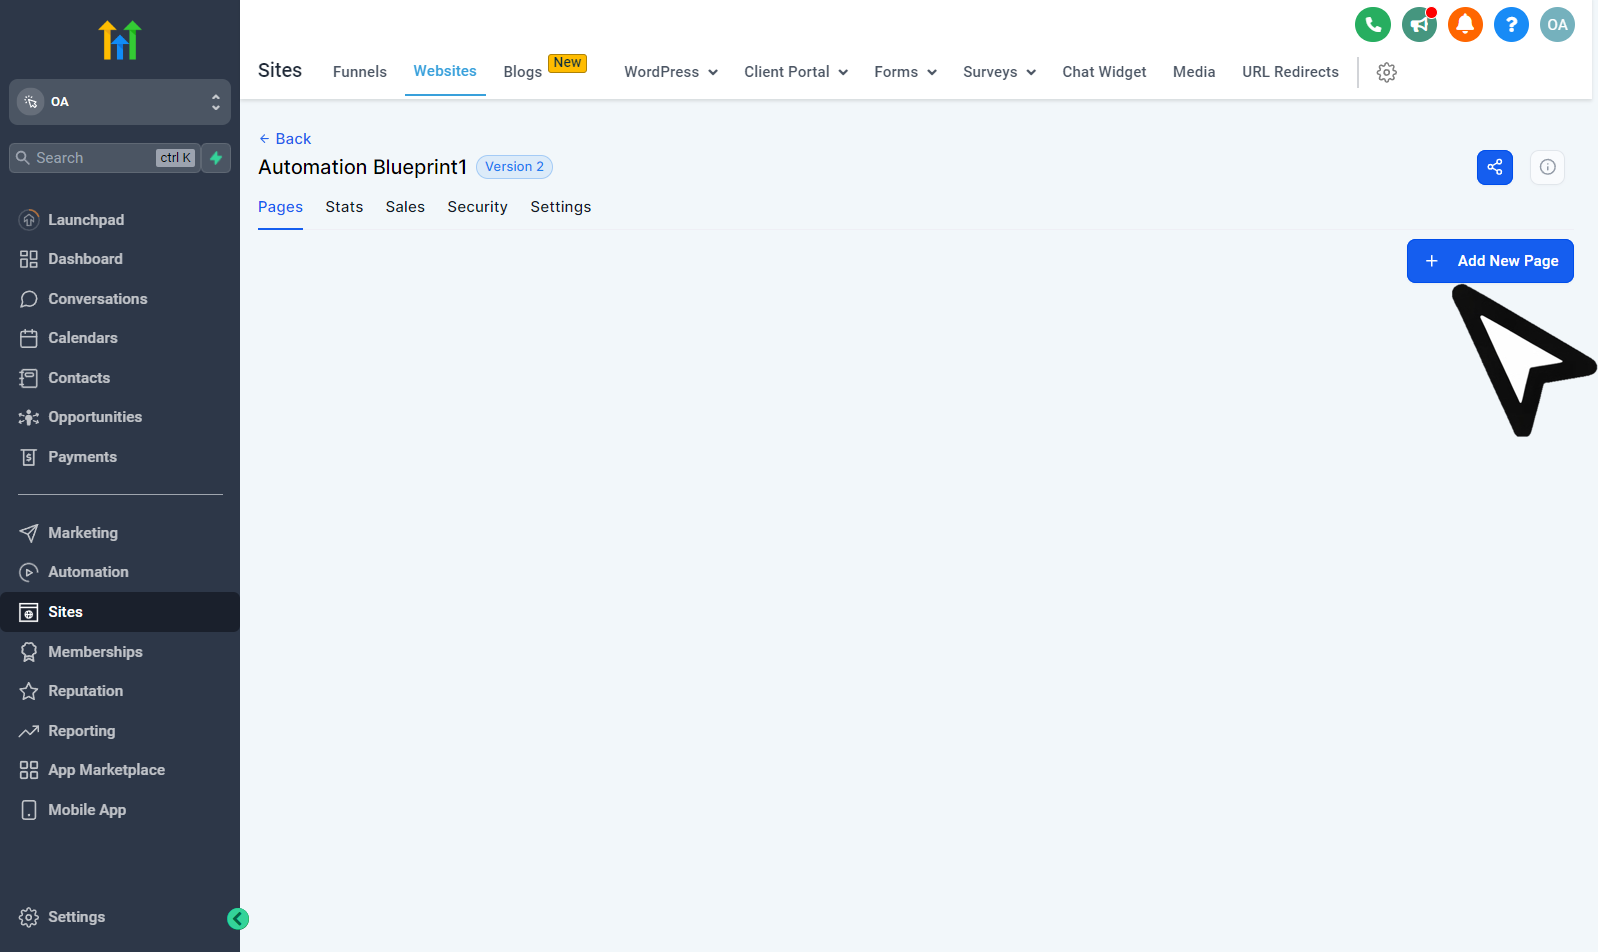 OA
Search
ctrl K
Launchpad
Dashboard
Conversations
Calendars
Contacts
Opportunities
Payments
Marketing
Automation
Sites
Memberships
Reputation
Reporting
App Marketplace
Mobile App
Settings
OA
Sites
Funnels
Websites
Blogs
New
WordPress
Client Portal
Forms
Surveys
Chat Widget
Media
URL Redirects
← Back
Automation Blueprint1
Version 2
Pages
Stats
Sales
Security
Settings
+ Add New Page